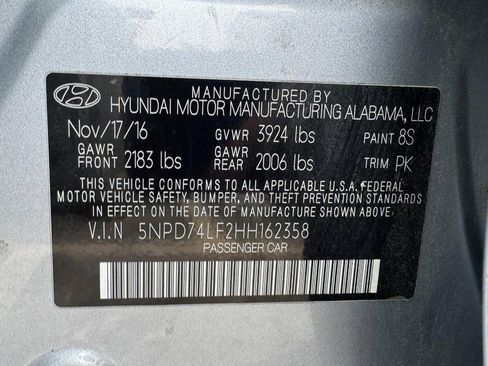 MANUFACTURED BY
HYUNDAI MOTOR MANUFACTURING ALABAMA, LLC
Nov/17/16 GVWR 3924 lbs PAINT 8S
GAWR FRONT 2183 lbs GAWR REAR 2006 lbs TRIM PK
THIS VEHICLE CONFORMS TO ALL APPLICABLE U.S.A. FEDERAL
MOTOR VEHICLE SAFETY, BUMPER, AND THEFT PREVENTION STANDARDS
IN EFFECT ON THE DATE OF MANUFACTURE SHOWN ABOVE.
V.I.N 5NPD74LF2HH162358
PASSENGER CAR